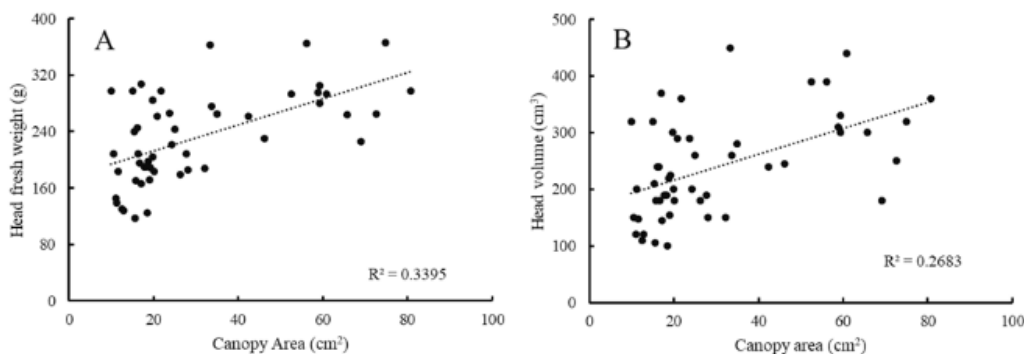 A
Head fresh weight (g)
400
320
240
160
80
0
0 20 40 60 80 100
Canopy Area (cm²)
R² = 0.3395
B
Head volume (cm³)
500
400
300
200
100
0
0 20 40 60 80 100
Canopy area (cm²)
R² = 0.2683